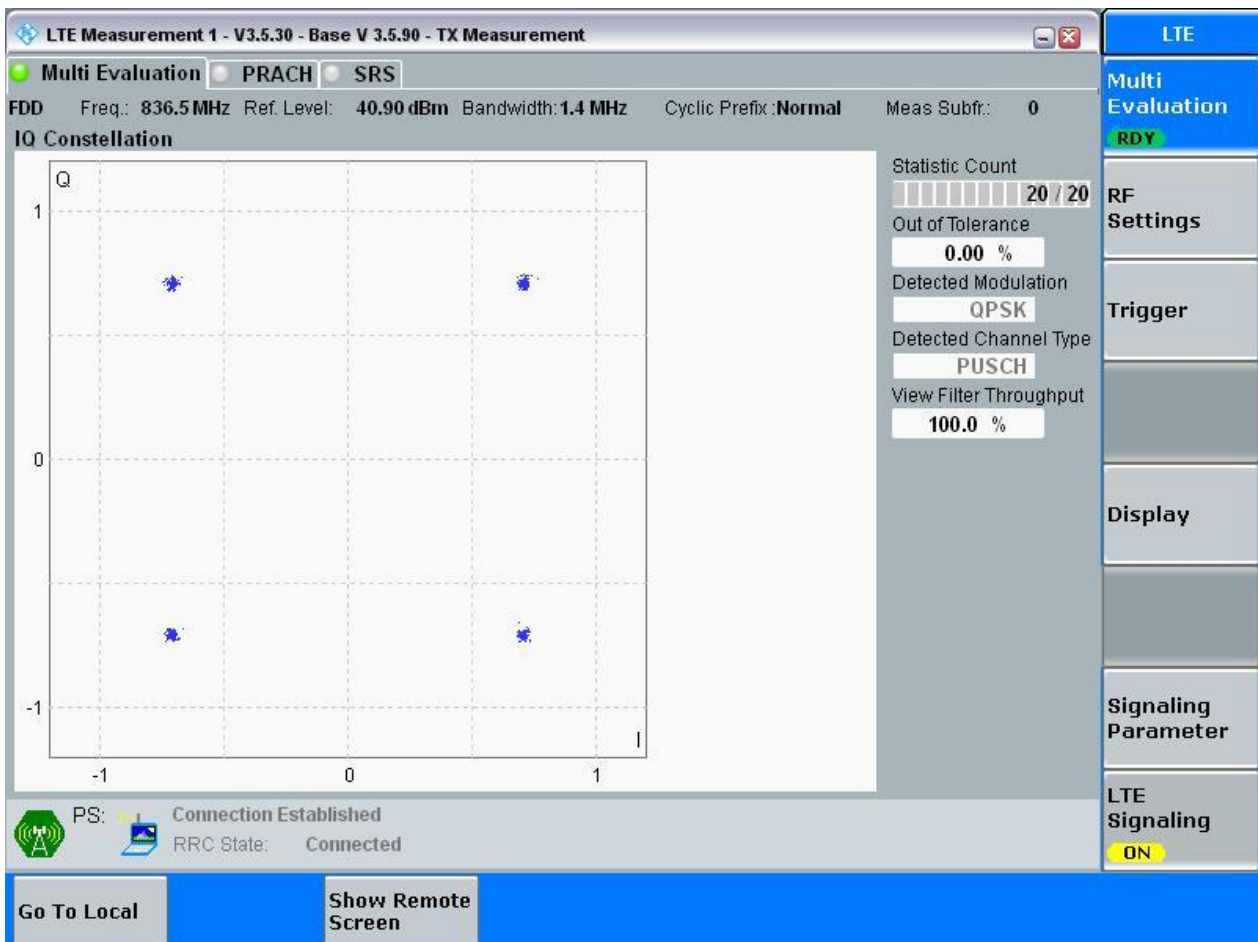 LTE Measurement 1 - V3.5.30 - Base V 3.5.90 - TX Measurement
Multi Evaluation PRACH SRS
FDD Freq.: 836.5 MHz Ref. Level: 40.90 dBm Bandwidth: 1.4 MHz Cyclic Prefix : Normal Meas Subfr.: 0
IQ Constellation
Q
1
0
-1
I
-1 0 1
Statistic Count
20 / 20
Out of Tolerance
0.00 %
Detected Modulation
QPSK
Detected Channel Type
PUSCH
View Filter Throughput
100.0 %
PS: Connection Established
RRC State: Connected
LTE
Multi
Evaluation
RDY
RF
Settings
Trigger
Display
Signaling
Parameter
LTE
Signaling
ON
Go To Local
Show Remote
Screen